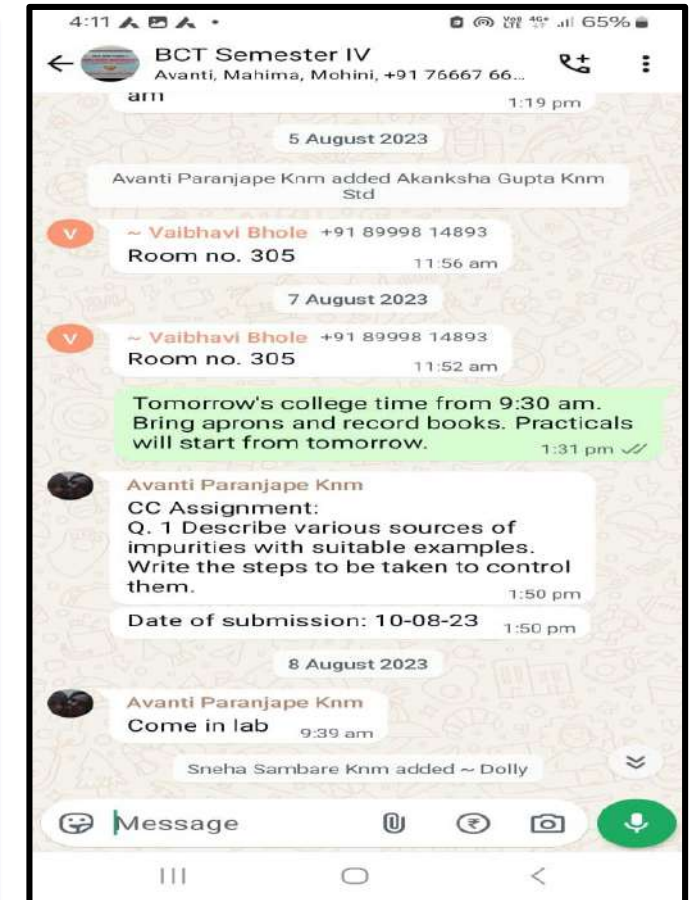 4:11
65%
BCT Semester IV
Avanti, Mahima, Mohini, +91 76667 66...
am
1:19 pm
5 August 2023
Avanti Paranjape Knm added Akanksha Gupta Knm
Std
V
~ Vaibhavi Bhole +91 89998 14893
Room no. 305
11:56 am
7 August 2023
V
~ Vaibhavi Bhole +91 89998 14893
Room no. 305
11:52 am
Tomorrow's college time from 9:30 am.
Bring aprons and record books. Practicals
will start from tomorrow.
1:31 pm
Avanti Paranjape Knm
CC Assignment:
Q. 1 Describe various sources of
impurities with suitable examples.
Write the steps to be taken to control
them.
1:50 pm
Date of submission: 10-08-23
1:50 pm
8 August 2023
Avanti Paranjape Knm
Come in lab
9:39 am
Sneha Sambare Knm added ~ Dolly
Message
₹